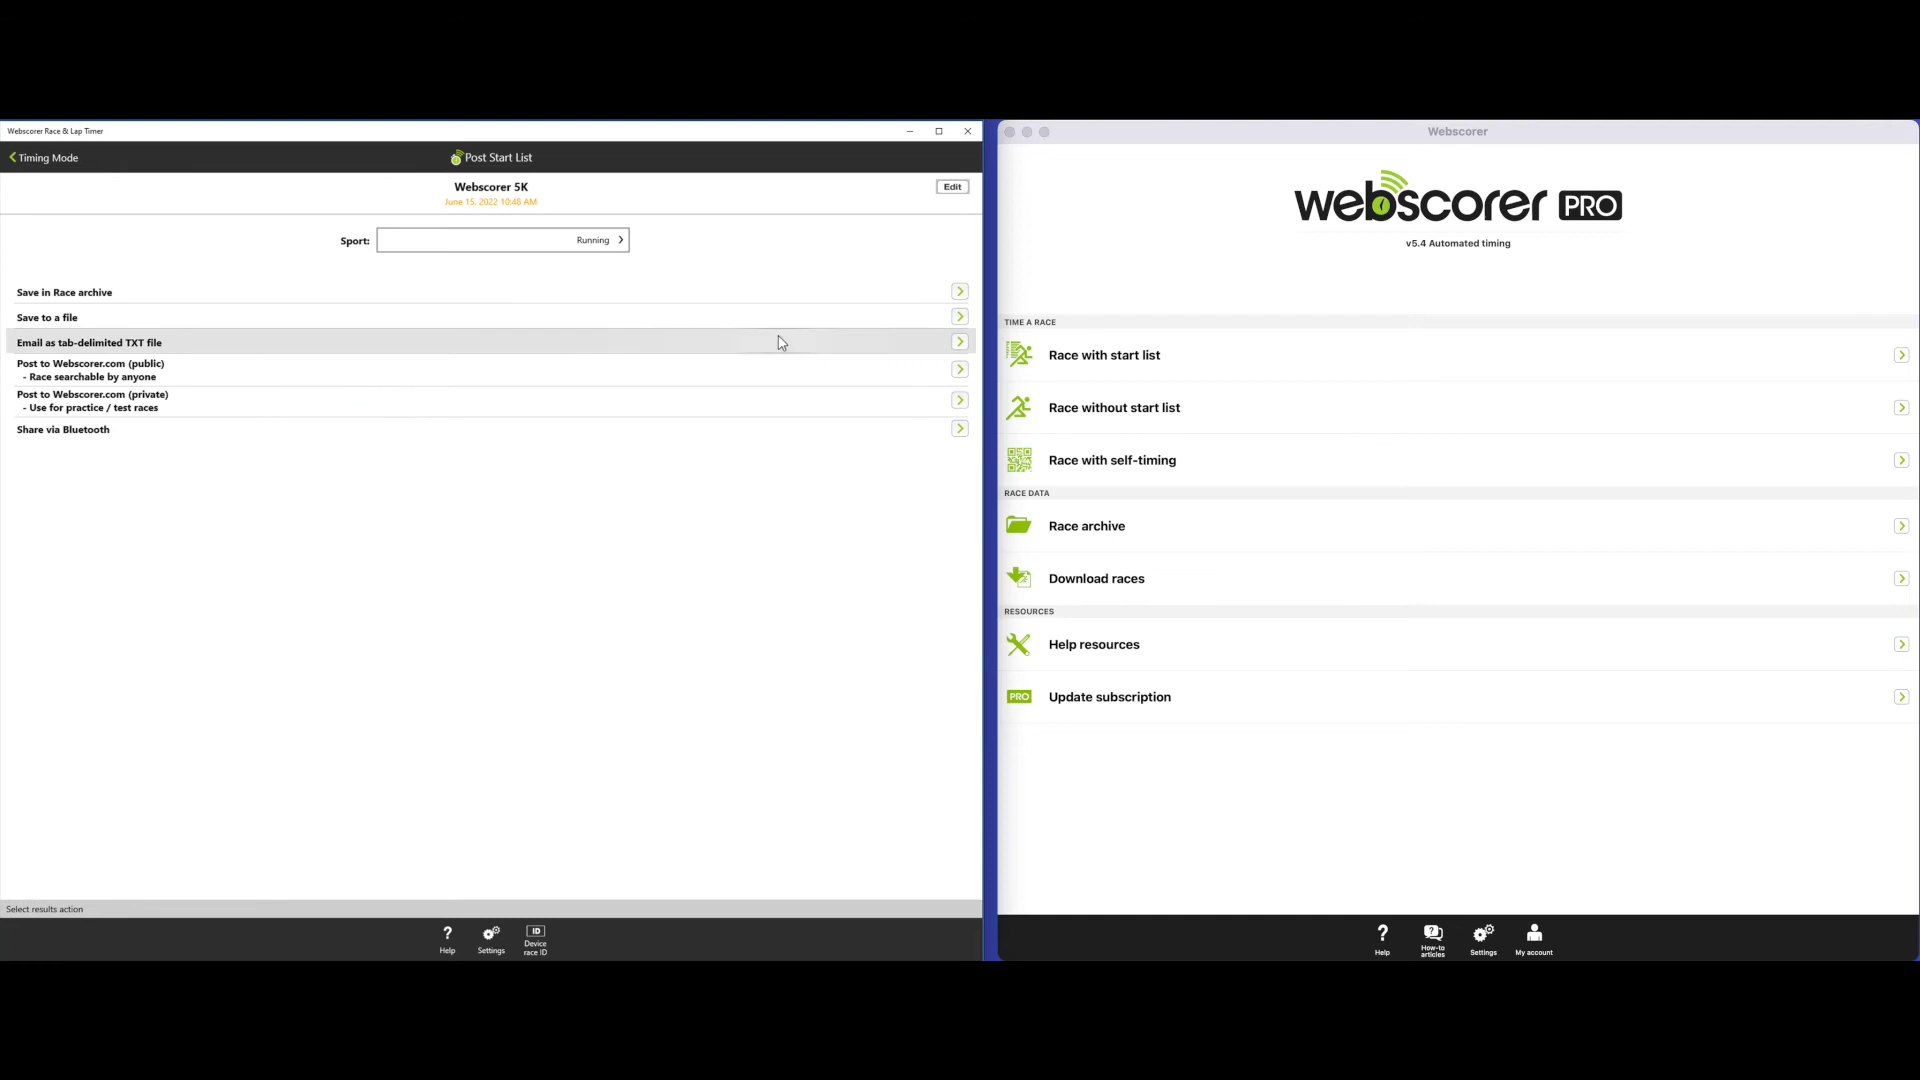 Webscorer Race & Lap Timer
Timing Mode
Post Start List
Webscorer 5K
Edit
June 15, 2022 10:48 AM
Sport:
Running
Save in Race archive
Save to a file
Email as tab-delimited TXT file
Post to Webscorer.com (public)
- Race searchable by anyone
Post to Webscorer.com (private)
- Use for practice / test races
Share via Bluetooth
Select results action
?
Help
Settings
ID
Device
race ID
Webscorer
webscorer PRO
v5.4 Automated timing
TIME A RACE
Race with start list
Race without start list
Race with self-timing
RACE DATA
Race archive
Download races
RESOURCES
Help resources
PRO
Update subscription
?
Help
?
How-to
articles
Settings
My account